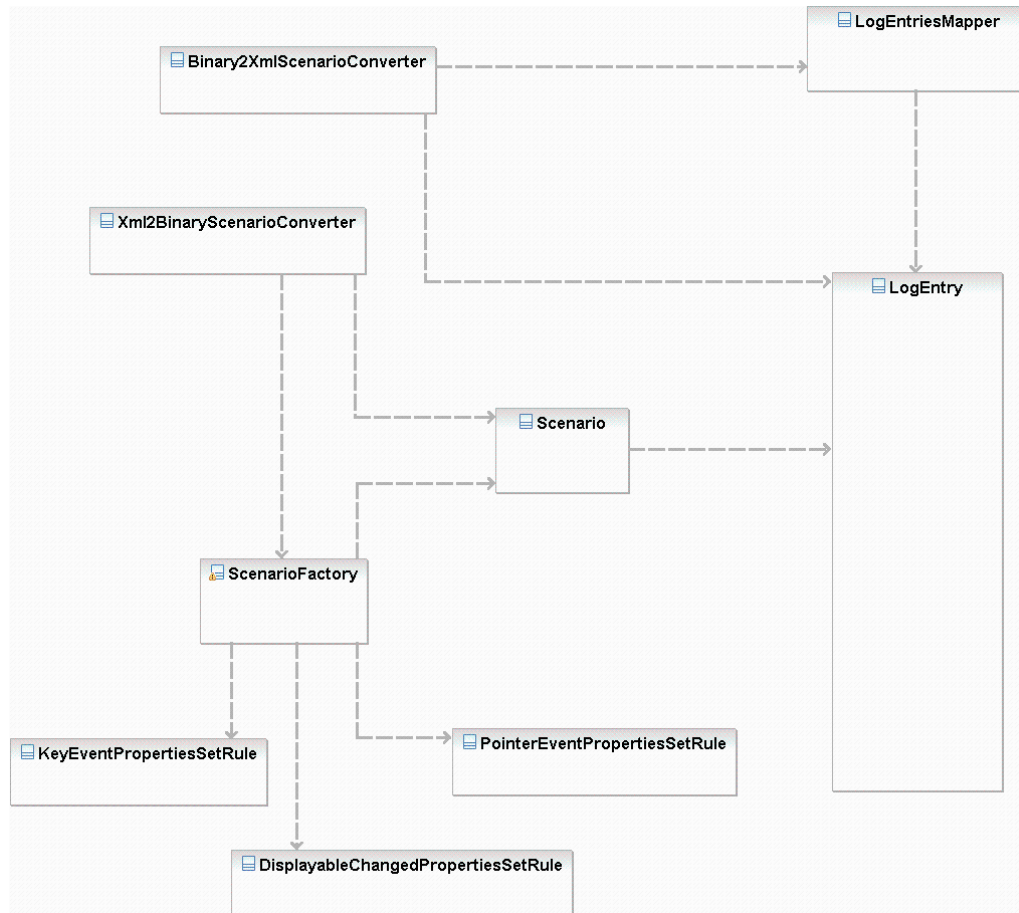 LogEntriesMapper
Binary2XmlScenarioConverter
Xml2BinaryScenarioConverter
LogEntry
Scenario
ScenarioFactory
KeyEventPropertiesSetRule
PointerEventPropertiesSetRule
DisplayableChangedPropertiesSetRule